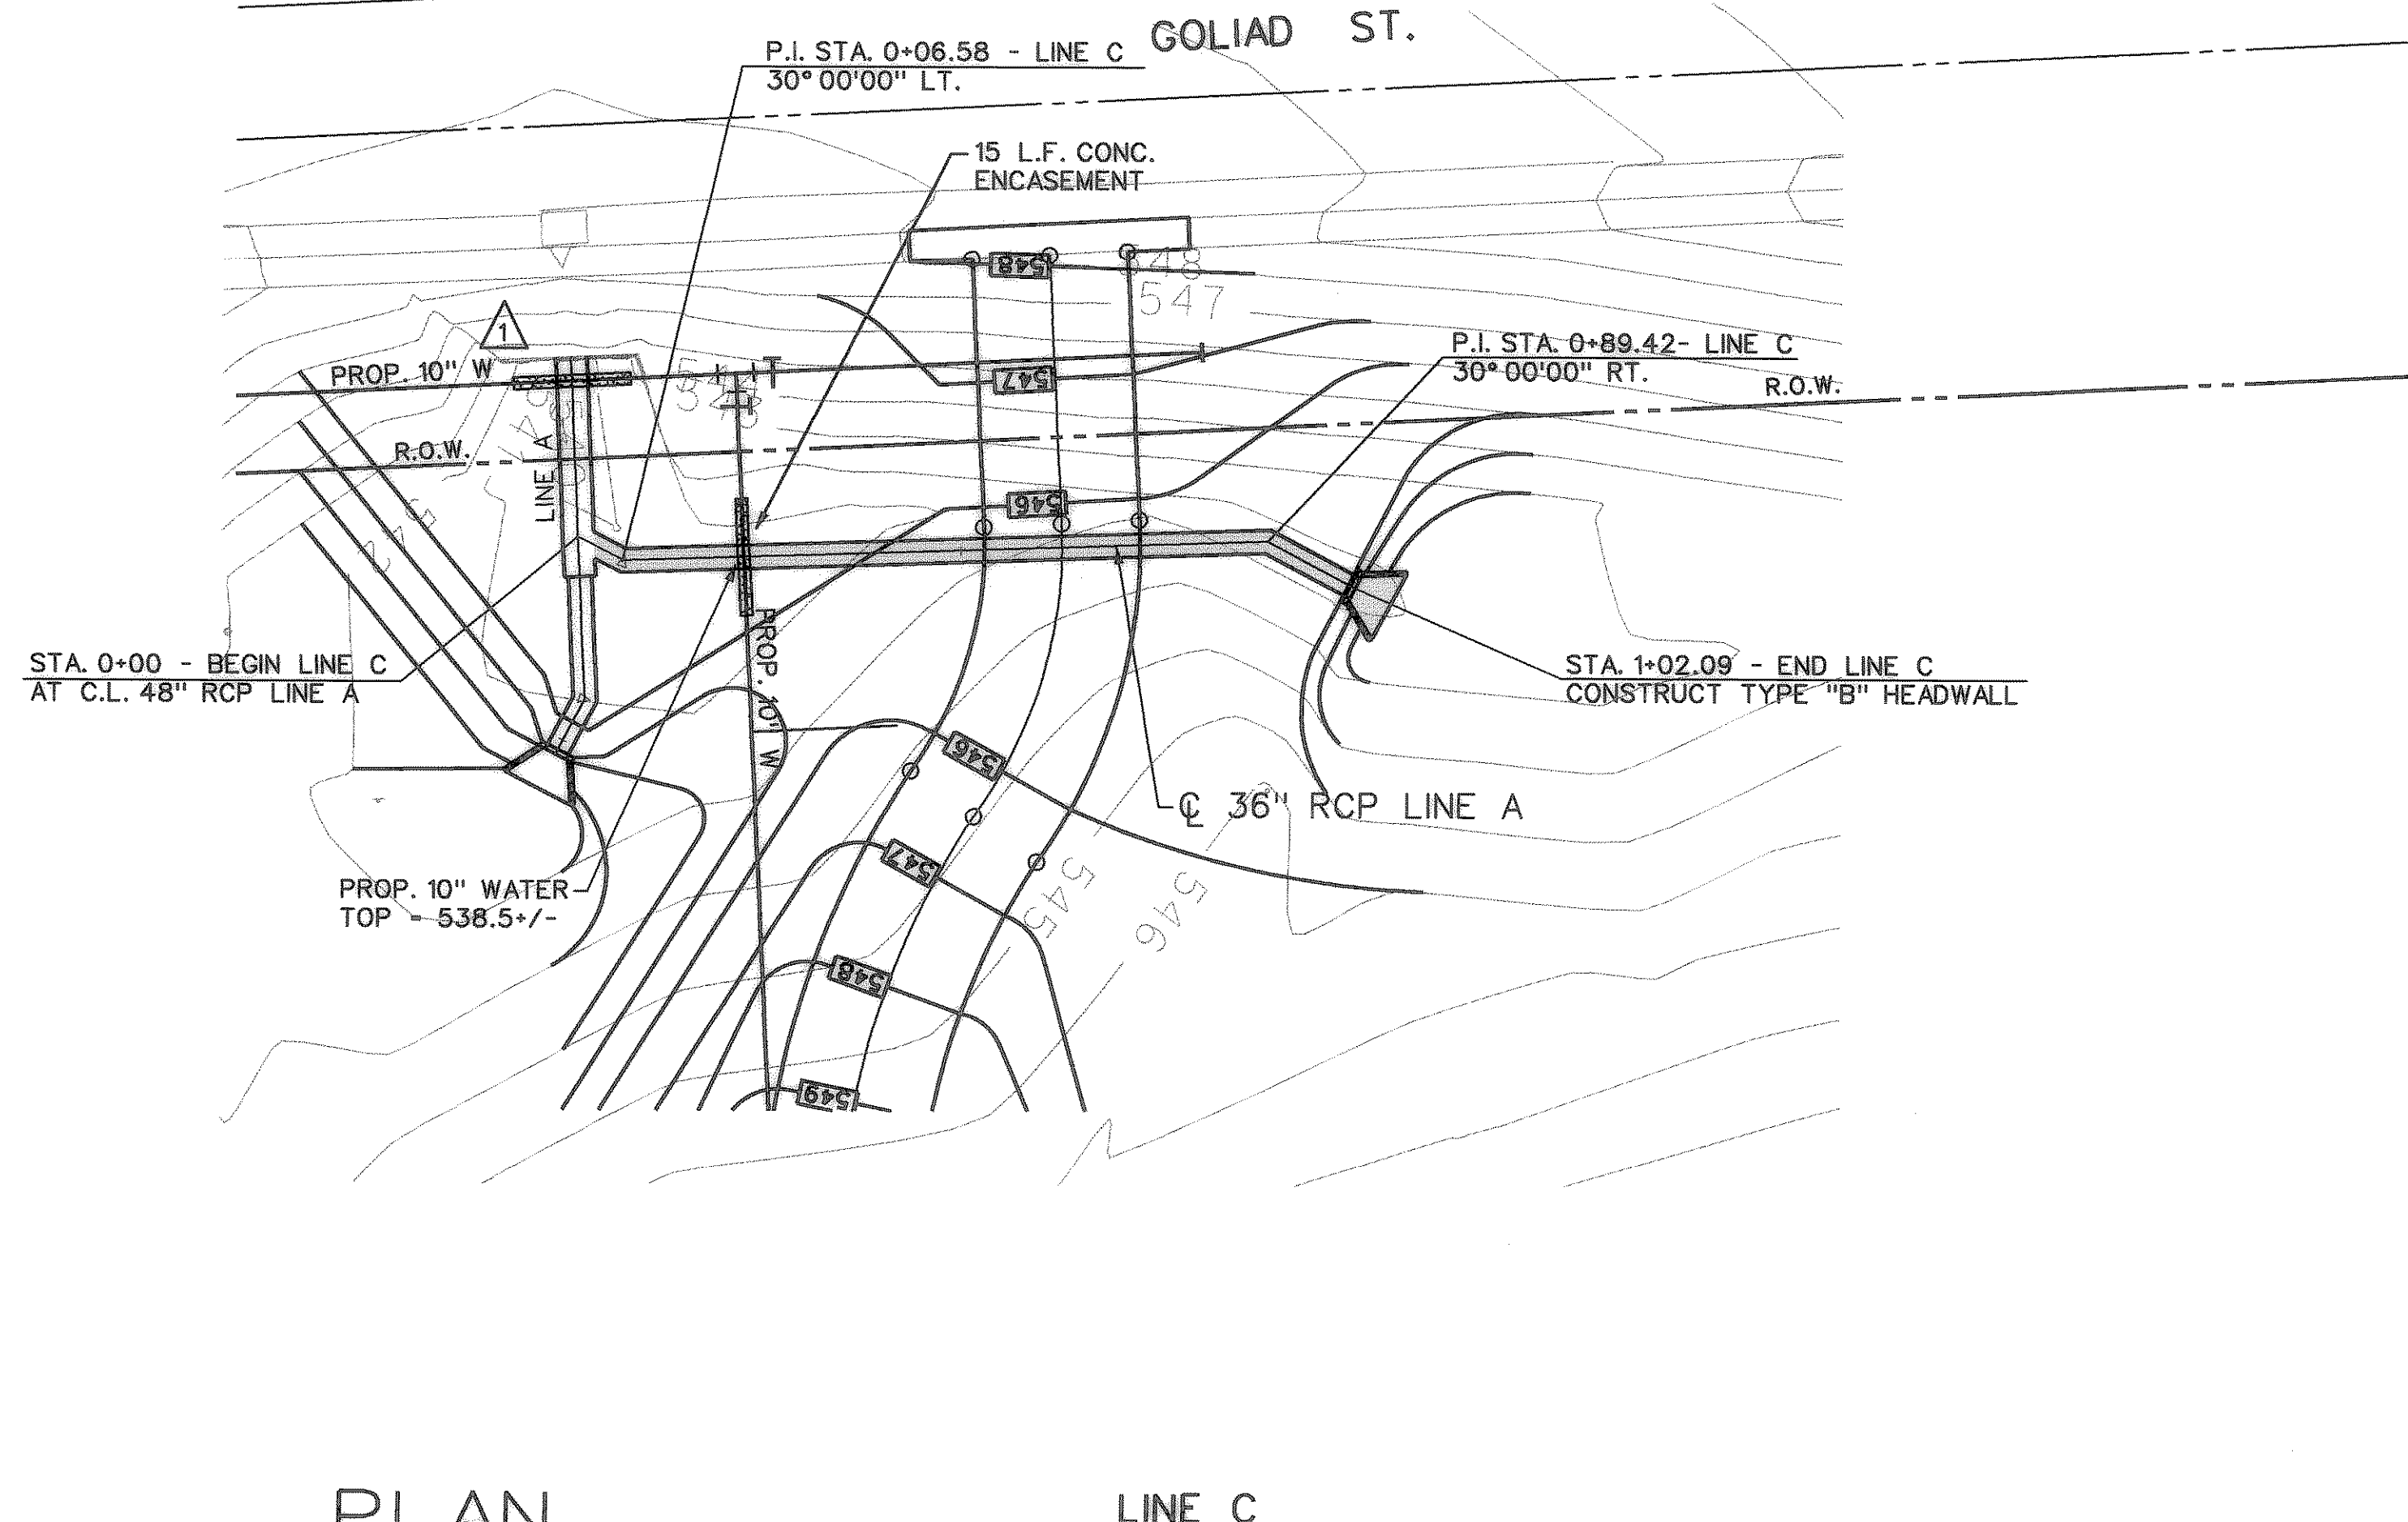 GOLIAD ST.
P.I. STA. 0+06.58 - LINE C
30°00'00" LT.
15 L.F. CONC.
ENCASEMENT
548
548
547
1
PROP. 10" W
547
P.I. STA. 0+89.42- LINE C
30°00'00" RT.
R.O.W.
R.O.W.
LINE A
546
STA. 0+00 - BEGIN LINE C
AT C.L. 48" RCP LINE A
PROP. 10" W
STA. 1+02.09 - END LINE C
CONSTRUCT TYPE "B" HEADWALL
546
℄ 36" RCP LINE A
547
545
546
PROP. 10" WATER
TOP = 538.5+/-
548
549
PLAN
LINE C